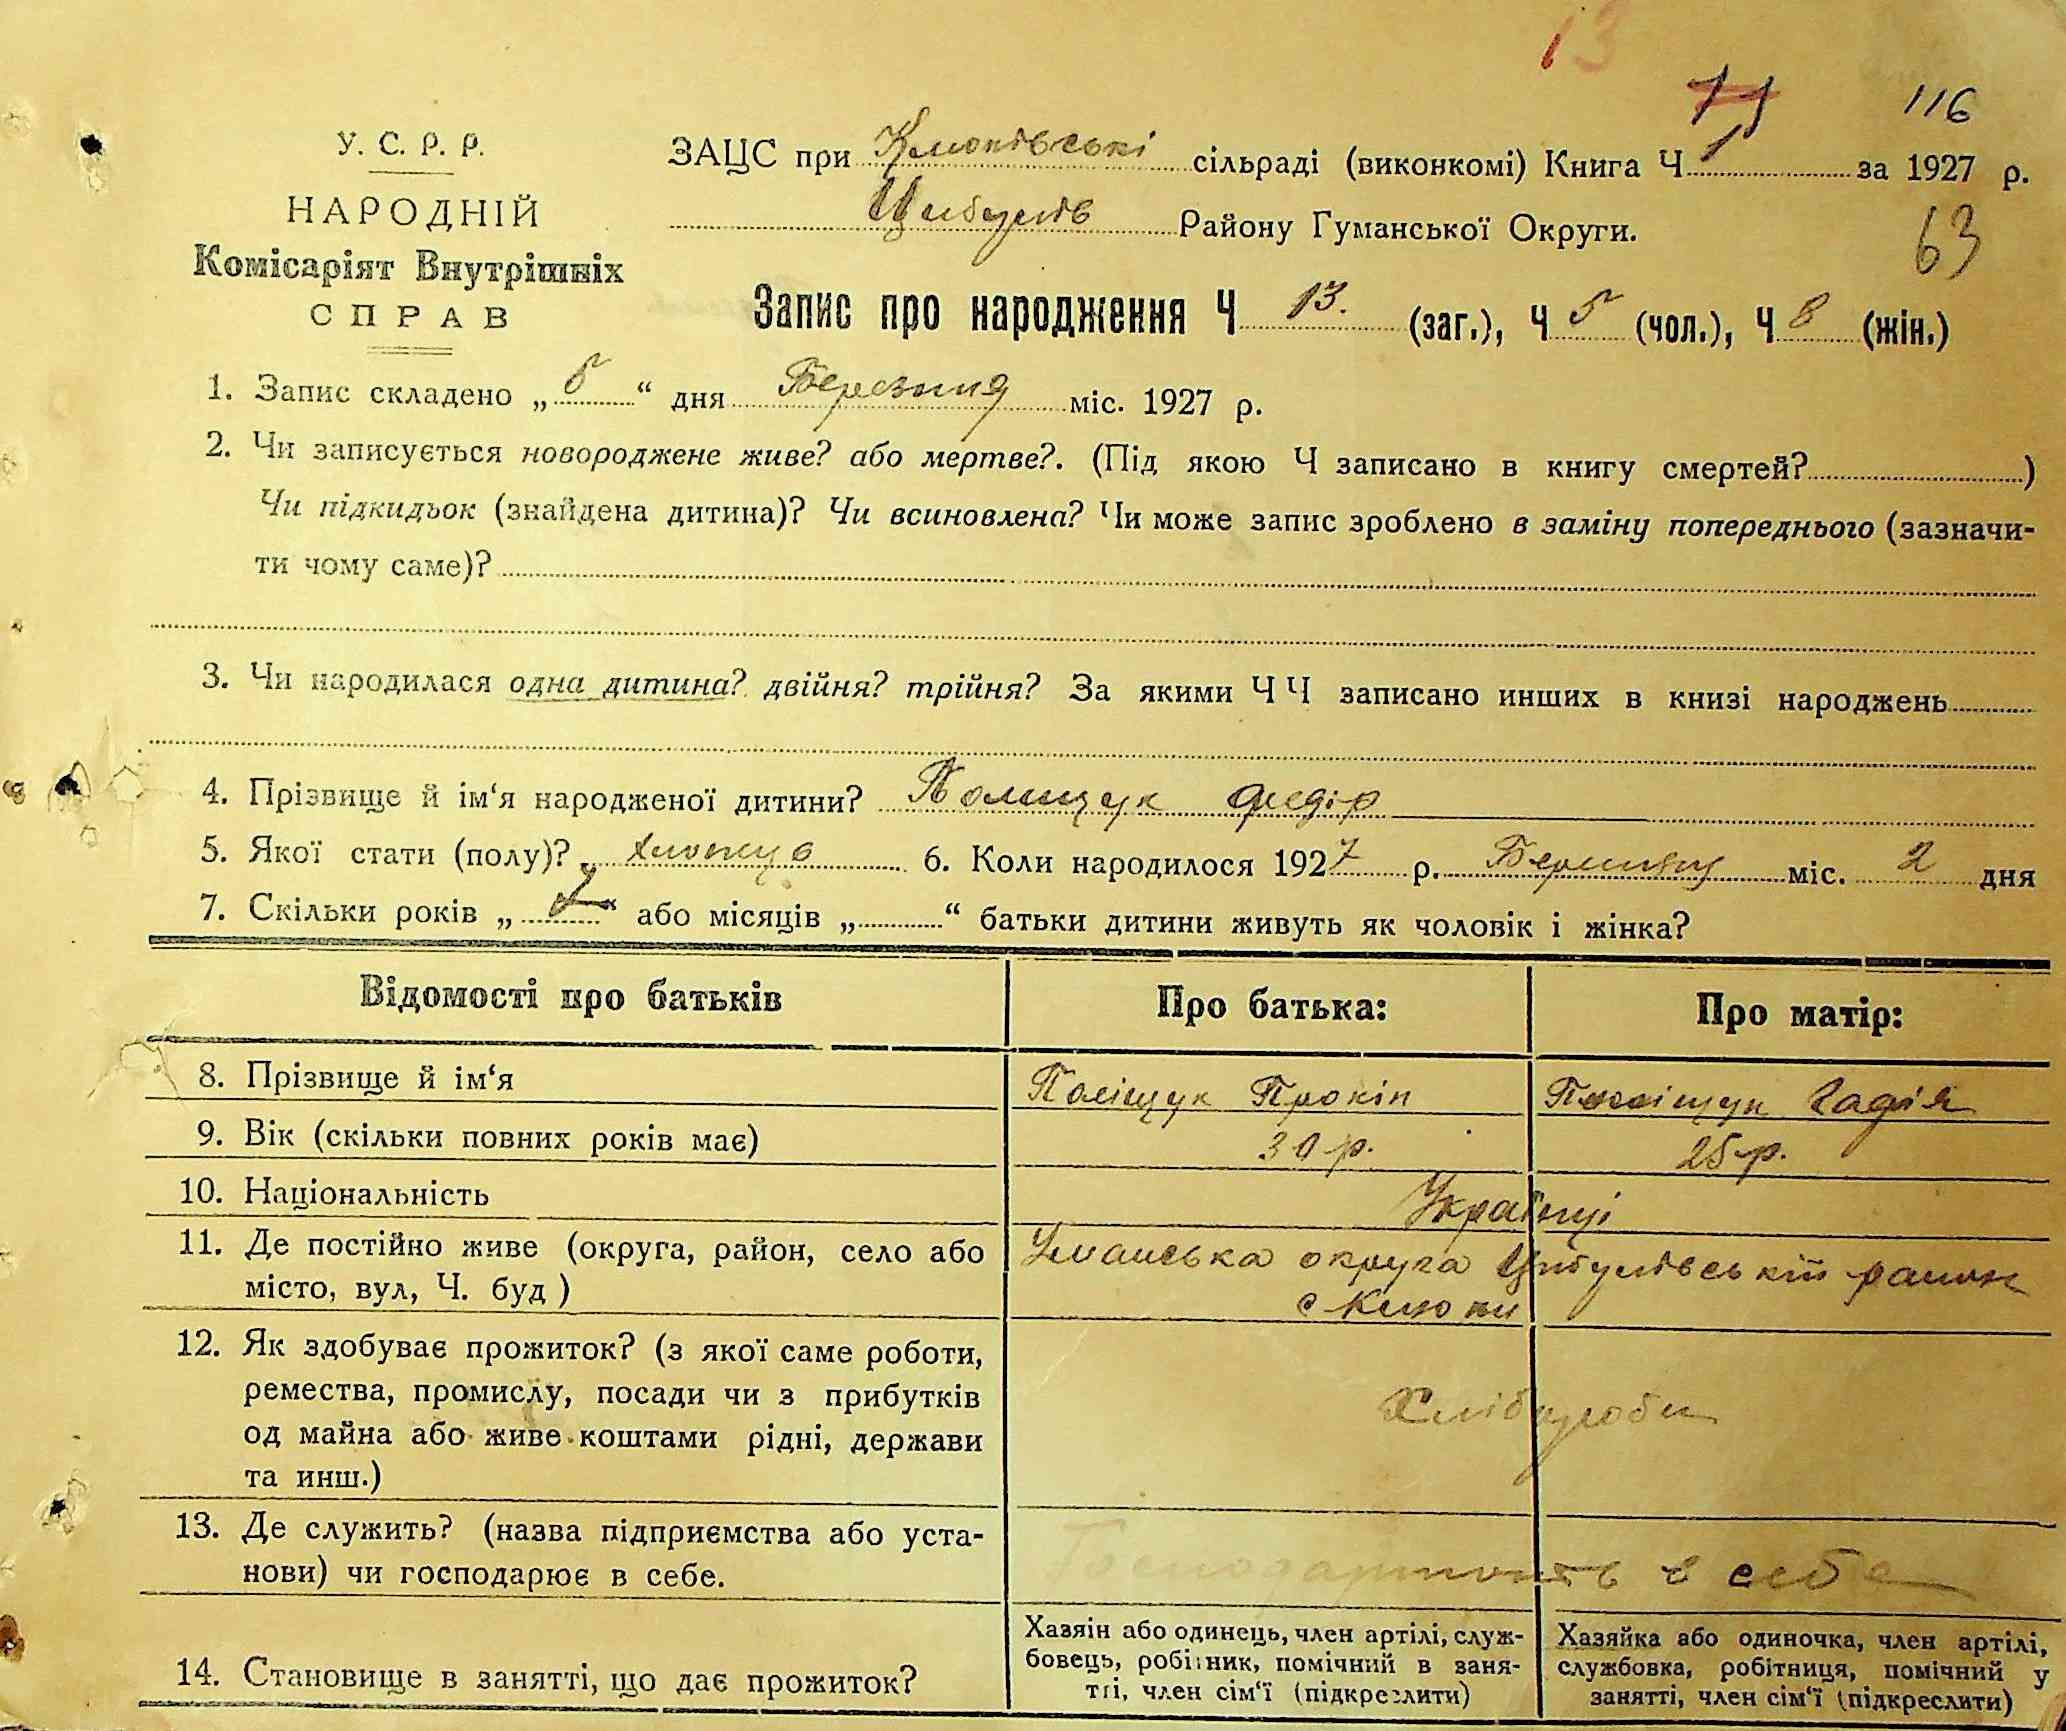 13
11
116
У. С. Р. Р.
НАРОДНІЙ
Комісаріят Внутрішніх
СПРАВ
ЗАЦС при Клюківські сільраді (виконкомі) Книга Ч 1 за 1927 р.
Цибулів Району Гуманської Округи.
63
Запис про народження Ч 13. (заг.), Ч 5 (чол.), Ч 8 (жін.)
1. Запис складено „ 5 “ дня Березня міс. 1927 р.
2. Чи записується новороджене живе? або мертве?. (Під якою Ч записано в книгу смертей? )
Чи підкидьок (знайдена дитина)? Чи всиновлена? Чи може запис зроблено в заміну попереднього (зазначи-
ти чому саме)?
3. Чи народилася одна дитина? двійня? трійня? За якими ЧЧ записано инших в книзі народжень
4. Прізвище й ім‘я народженої дитини? Полищук Федір
5. Якої стати (полу)? 6. Коли народилося 1927 р. міс. 2 дня
7. Скільки років „ “ або місяців „ “ батьки дитини живуть як чоловік і жінка?
Відомості про батьків Про батька: Про матір:
8. Прізвище й ім‘я Поліщук Прокіп Поліщук Гафія
9. Вік (скільки повних років має) 30 р. 25 р.
10. Національність Українці
11. Де постійно живе (округа, район, село або Уманська округа Цибулівський район
місто, вул, Ч. буд ) с
12. Як здобуває прожиток? (з якої саме роботи,
ремества, промислу, посади чи з прибутків Хлібороби
од майна або живе коштами рідні, держави
та инш.)
13. Де служить? (назва підприємства або уста-
нови) чи господарює в себе. в себе
14. Становище в занятті, що дає прожиток?
Хазяїн або одинець, член артілі, служ-
бовець, робітник, помічний в заня-
тті, член сім‘ї (підкреслити)
Хазяйка або одиночка, член артілі,
службовка, робітниця, помічний у
занятті, член сім‘ї (підкреслити)